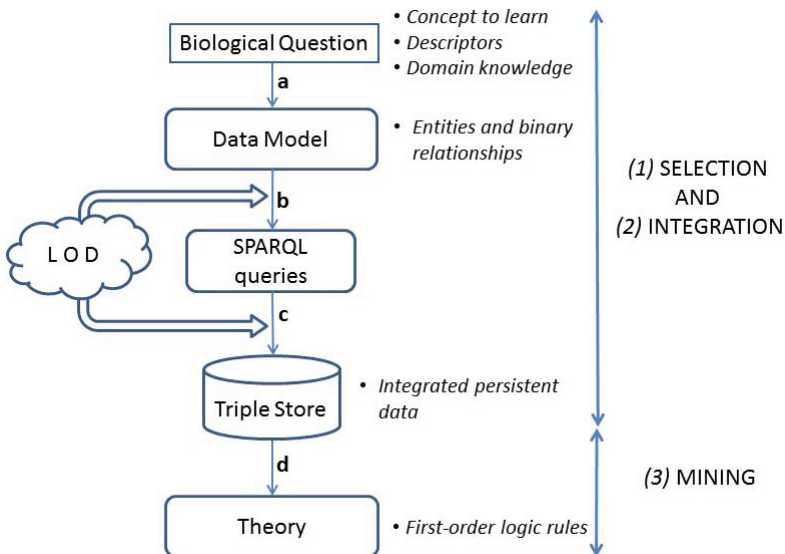 Biological Question
• Concept to learn
• Descriptors
• Domain knowledge
a
Data Model
• Entities and binary
relationships
(1) SELECTION
AND
(2) INTEGRATION
b
L O D
SPARQL
queries
c
Triple Store
• Integrated persistent
data
d
(3) MINING
Theory
• First-order logic rules